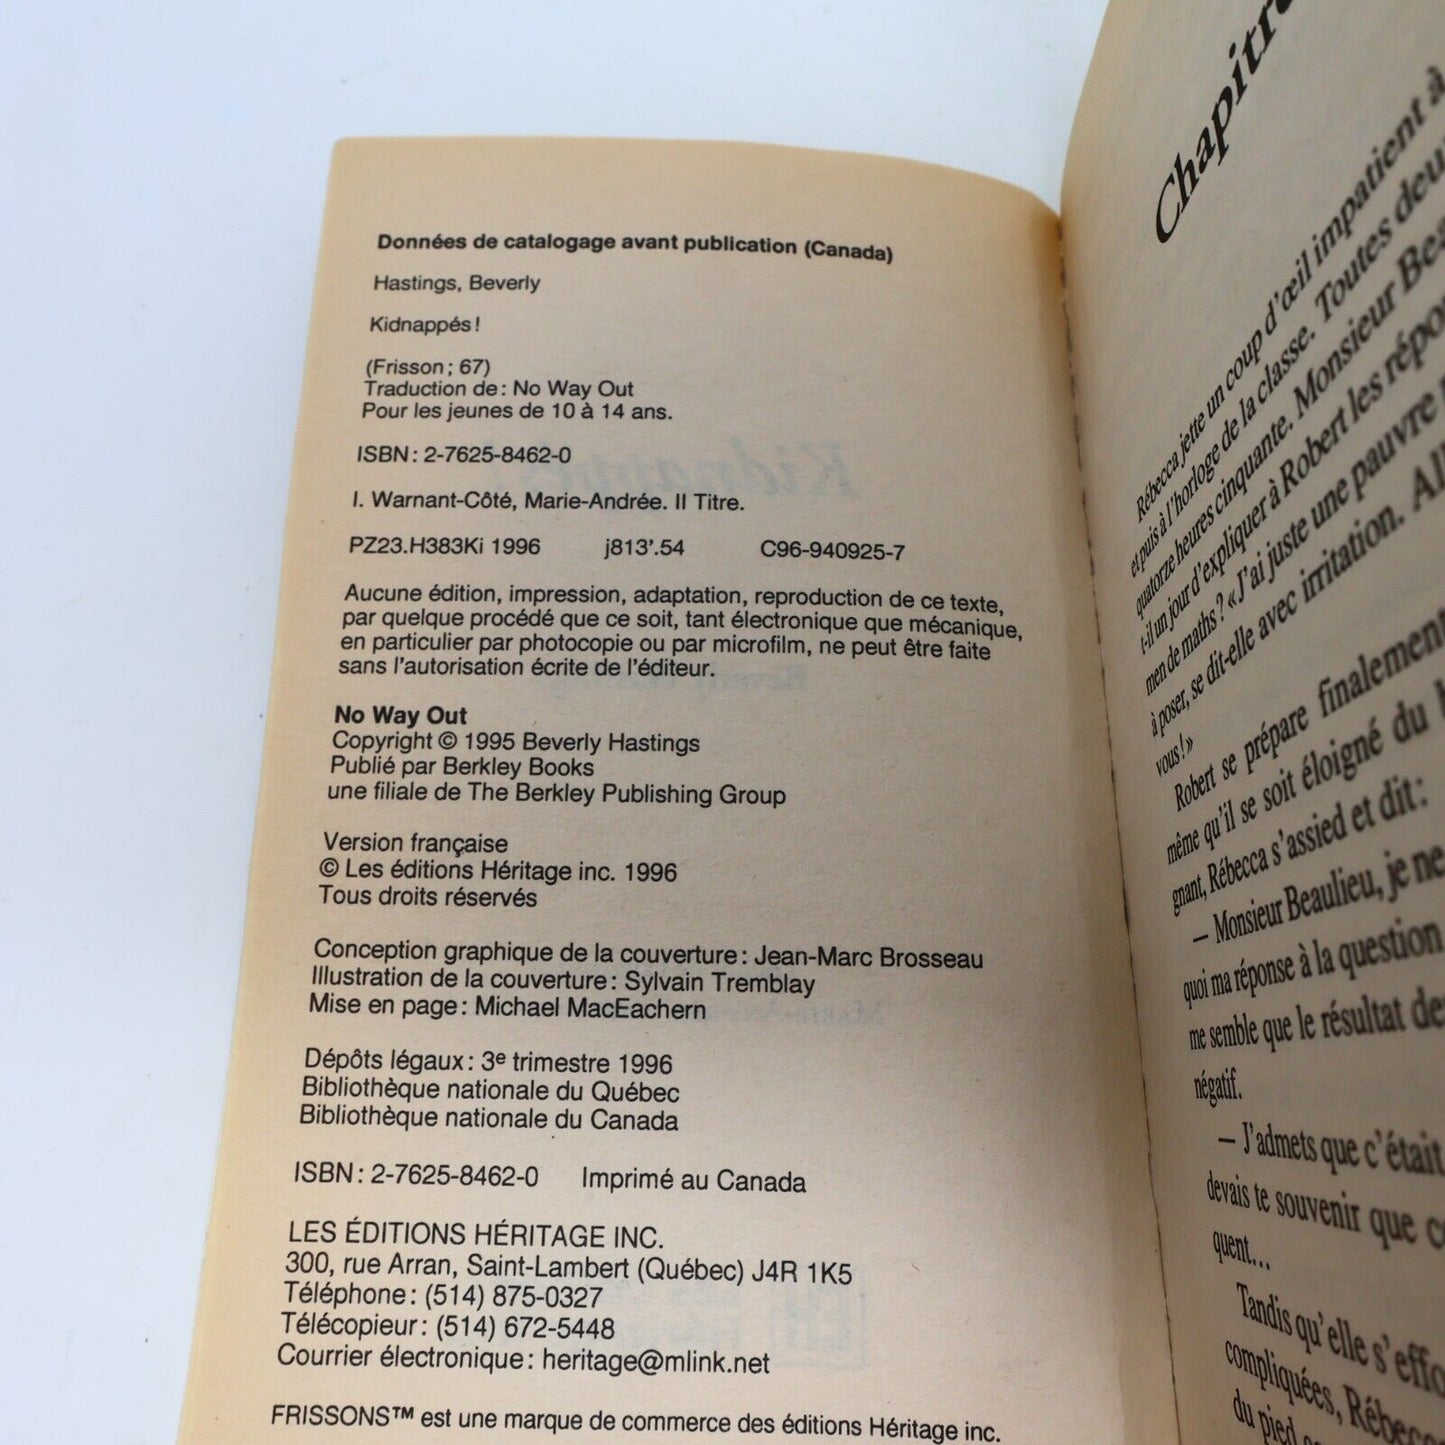 Données de catalogage avant publication (Canada)
Hastings, Beverly
Kidnappés !
(Frisson ; 67)
Traduction de : No Way Out
Pour les jeunes de 10 à 14 ans.
ISBN : 2-7625-8462-0
I. Warnant-Côté, Marie-Andrée. II Titre.
PZ23.H383Ki 1996 j813'.54 C96-940925-7
Aucune édition, impression, adaptation, reproduction de ce texte,
par quelque procédé que ce soit, tant électronique que mécanique,
en particulier par photocopie ou par microfilm, ne peut être faite
sans l'autorisation écrite de l'éditeur.
No Way Out
Copyright © 1995 Beverly Hastings
Publié par Berkley Books
une filiale de The Berkley Publishing Group
Version française
© Les éditions Héritage inc. 1996
Tous droits réservés
Conception graphique de la couverture : Jean-Marc Brosseau
Illustration de la couverture : Sylvain Tremblay
Mise en page : Michael MacEachern
Dépôts légaux : 3e trimestre 1996
Bibliothèque nationale du Québec
Bibliothèque nationale du Canada
ISBN : 2-7625-8462-0 Imprimé au Canada
LES ÉDITIONS HÉRITAGE INC.
300, rue Arran, Saint-Lambert (Québec) J4R 1K5
Téléphone : (514) 875-0327
Télécopieur : (514) 672-5448
Courrier électronique : heritage@mlink.net
FRISSONS™ est une marque de commerce des éditions Héritage inc.
Rébecca jette un coup d'œil impatient à
et puis à l'horloge de la classe. Toutes
quatorze heures cinquante. Monsieur
t-il un jour d'expliquer à Robert les
men de maths ? « J'ai juste une pauvre
à poser, se dit-elle avec irritation.
vous ! »
Robert se prépare finalement
même qu'il se soit éloigné du
gnant, Rébecca s'assied et dit :
– Monsieur Beaulieu, je ne
quoi ma réponse à la question
me semble que le résultat
négatif.
– J'admets que c'était
devais te souvenir que
quent...
Tandis qu'elle
compliquées,
du pied